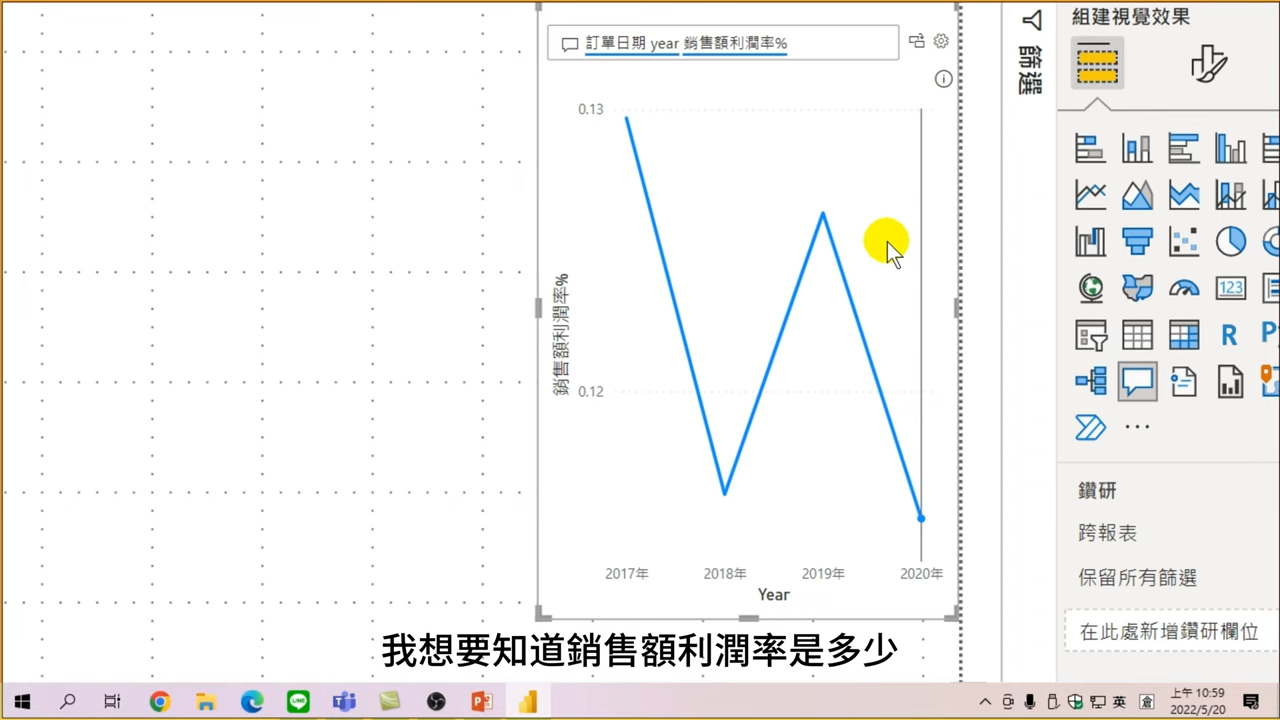 組建視覺效果
篩選
訂單日期 year 銷售額利潤率%
0.13
0.12
銷售額利潤率%
2017年
2018年
2019年
2020年
Year
123
R
鑽研
跨報表
保留所有篩選
在此處新增鑽研欄位
我想要知道銷售額利潤率是多少
LINE
英
上午 10:59
2022/5/20